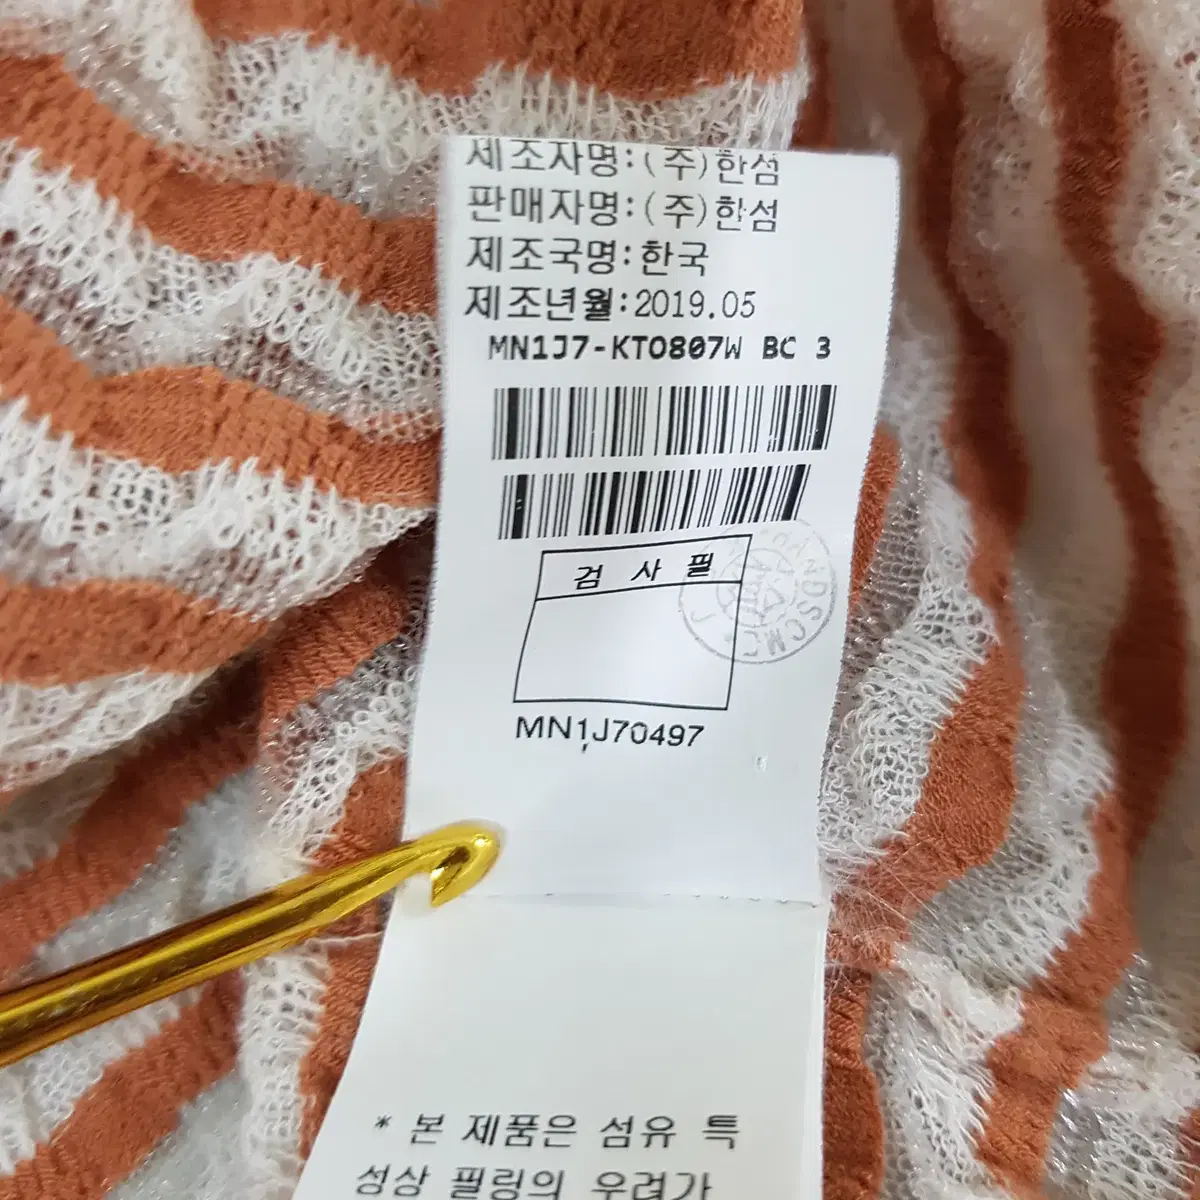 제조자명:(주)한섬
판매자명:(주)한섬
제조국명:한국
제조년월:2019.05
MN1J7-KTO807W BC 3
검 사 필
MN1J70497
* 본 제품은 섬유 특
성상 필링의 우려가